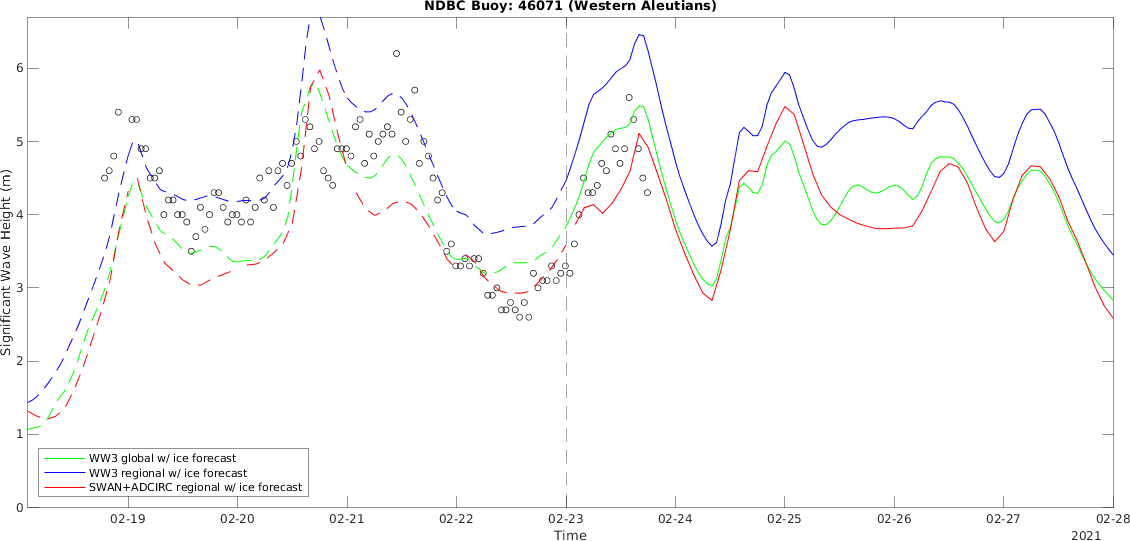 NDBC Buoy: 46071 (Western Aleutians)
Significant Wave Height (m)
6
5
4
3
2
1
0
WW3 global w/ ice forecast
WW3 regional w/ ice forecast
SWAN+ADCIRC regional w/ ice forecast
02-19 02-20 02-21 02-22 02-23 02-24 02-25 02-26 02-27 02-28
Time
2021